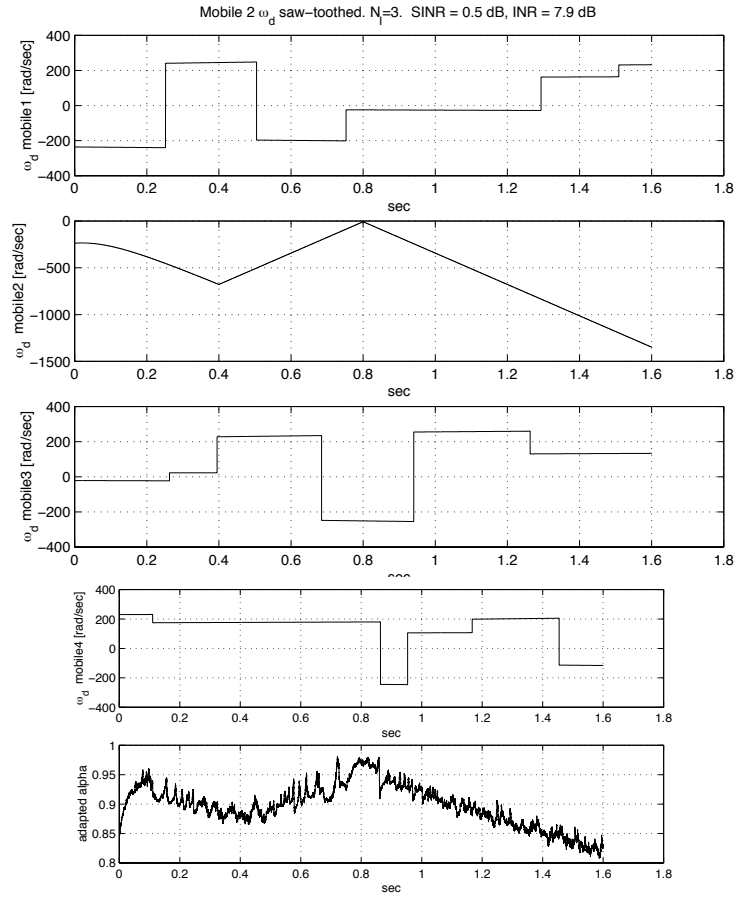 Mobile 2 ω_d saw-toothed. N_I=3. SINR = 0.5 dB, INR = 7.9 dB
400
200
0
−200
−400
ω_d mobile1 [rad/sec]
0 0.2 0.4 0.6 0.8 1 1.2 1.4 1.6 1.8
sec
0
−500
−1000
−1500
ω_d mobile2 [rad/sec]
0 0.2 0.4 0.6 0.8 1 1.2 1.4 1.6 1.8
sec
400
200
0
−200
−400
ω_d mobile3 [rad/sec]
0 0.2 0.4 0.6 0.8 1 1.2 1.4 1.6 1.8
sec
400
200
0
−200
−400
ω_d mobile4 [rad/sec]
0 0.2 0.4 0.6 0.8 1 1.2 1.4 1.6 1.8
sec
1
0.95
0.9
0.85
0.8
adapted alpha
0 0.2 0.4 0.6 0.8 1 1.2 1.4 1.6 1.8
sec